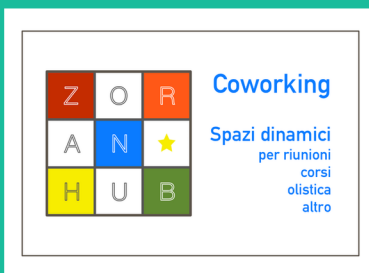 ZOR
AN
HUB
Coworking
Spazi dinamici
per riunioni
corsi
olistica
altro